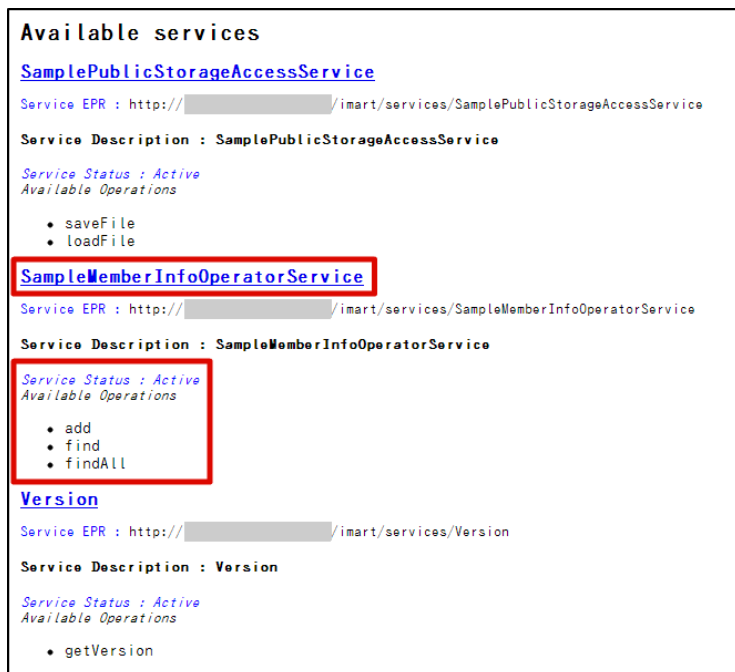 Available services
SamplePublicStorageAccessService
Service EPR : http:// /imart/services/SamplePublicStorageAccessService
Service Description : SamplePublicStorageAccessService
Service Status : Active
Available Operations
• saveFile
• loadFile
SampleMemberInfoOperatorService
Service EPR : http:// /imart/services/SampleMemberInfoOperatorService
Service Description : SampleMemberInfoOperatorService
Service Status : Active
Available Operations
• add
• find
• findAll
Version
Service EPR : http:// /imart/services/Version
Service Description : Version
Service Status : Active
Available Operations
• getVersion